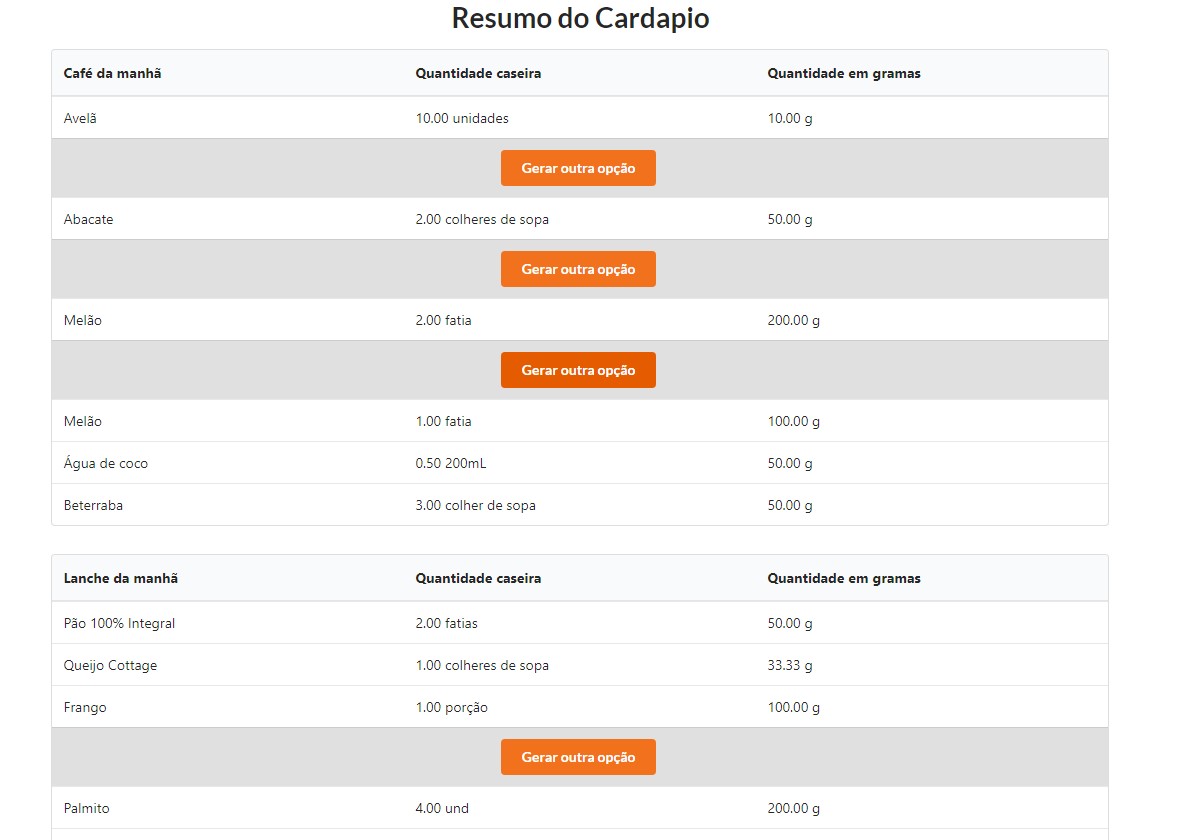 Resumo do Cardapio
Café da manhã Quantidade caseira Quantidade em gramas
Avelã 10.00 unidades 10.00 g
Gerar outra opção
Abacate 2.00 colheres de sopa 50.00 g
Gerar outra opção
Melão 2.00 fatia 200.00 g
Gerar outra opção
Melão 1.00 fatia 100.00 g
Água de coco 0.50 200mL 50.00 g
Beterraba 3.00 colher de sopa 50.00 g
Lanche da manhã Quantidade caseira Quantidade em gramas
Pão 100% Integral 2.00 fatias 50.00 g
Queijo Cottage 1.00 colheres de sopa 33.33 g
Frango 1.00 porção 100.00 g
Gerar outra opção
Palmito 4.00 und 200.00 g